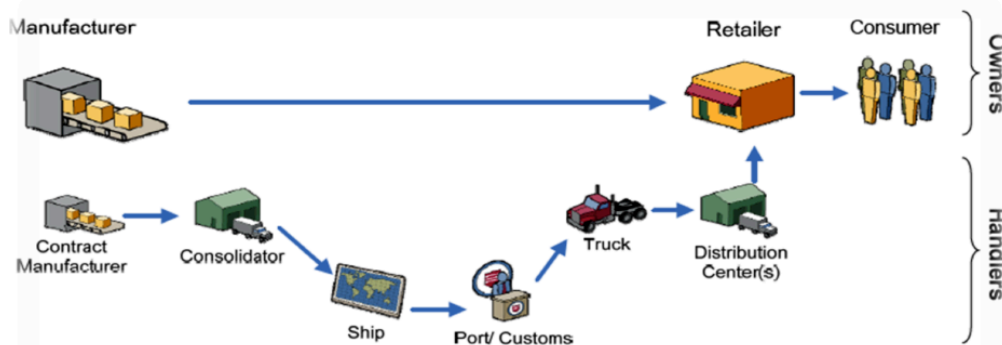 Manufacturer
Retailer
Consumer
Owners
Contract
Manufacturer
Consolidator
Ship
Port/ Customs
Truck
Distribution
Center(s)
Handlers